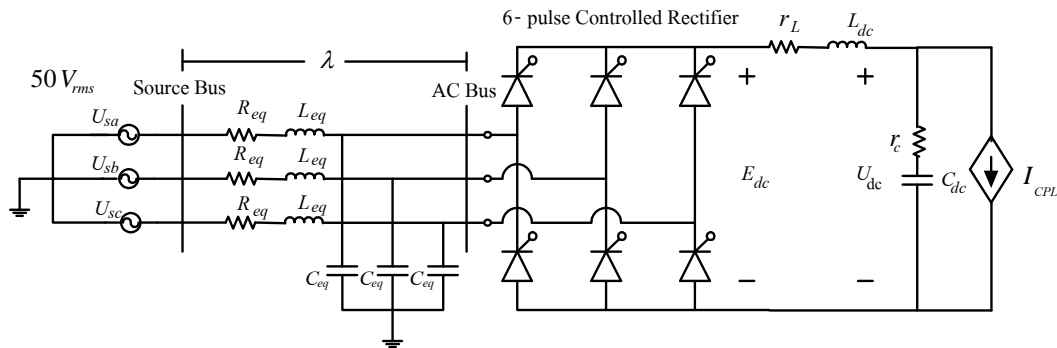 6- pulse Controlled Rectifier
r_L L_dc
λ
50 V_rms
Source Bus
AC Bus
U_sa R_eq L_eq
U_sb R_eq L_eq
U_sc R_eq L_eq
C_eq C_eq C_eq
+ +
E_dc
U_dc
r_c
C_dc
I_CPL
− −